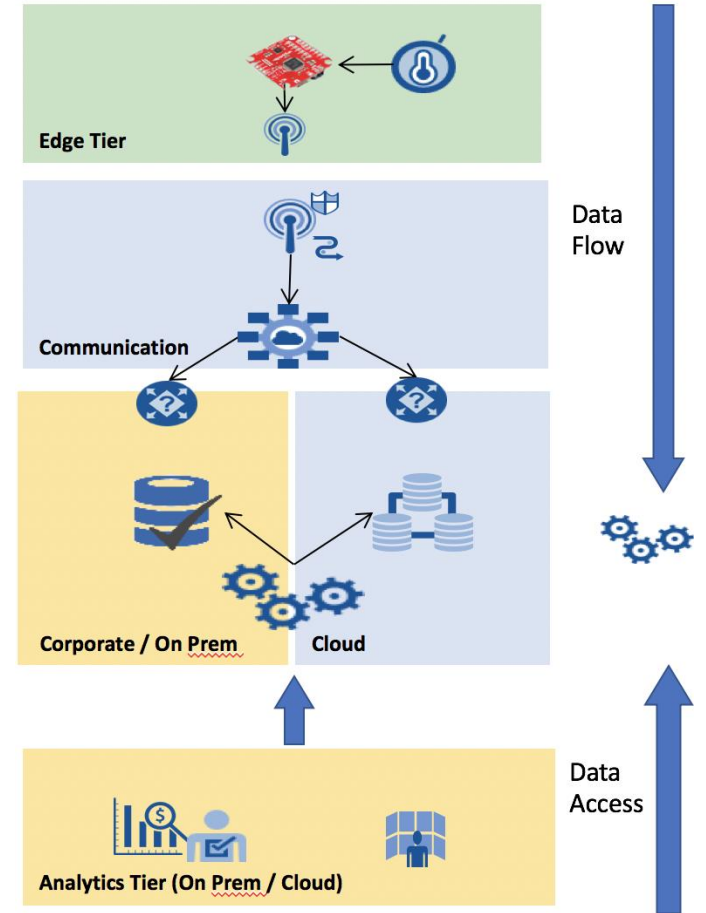 Edge Tier
Data
Flow
Communication
?
?
Corporate / On Prem
Cloud
$
Data
Access
Analytics Tier (On Prem / Cloud)